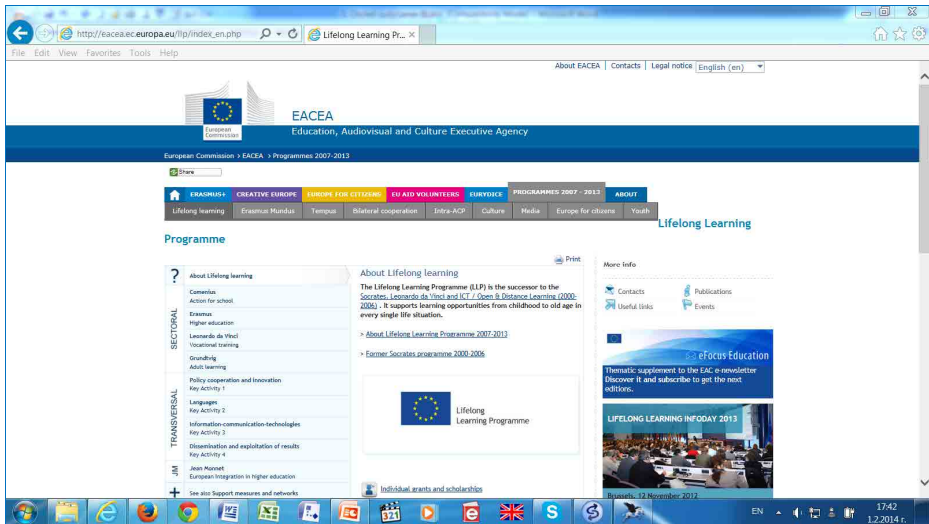 http://eacea.ec.europa.eu/llp/index_en.php
Lifelong Learning Pr...
File Edit View Favorites Tools Help
About EACEA | Contacts | Legal notice
English (en)
European
Commission
EACEA
Education, Audiovisual and Culture Executive Agency
European Commission > EACEA > Programmes 2007-2013
Share
ERASMUS+ CREATIVE EUROPE EUROPE FOR CITIZENS EU AID VOLUNTEERS EURYDICE PROGRAMMES 2007 - 2013 ABOUT
Lifelong learning Erasmus Mundus Tempus Bilateral cooperation Intra-ACP Culture Media Europe for citizens Youth
Lifelong Learning
Programme
Print
? About Lifelong learning
SECTORAL
Comenius
Action for school
Erasmus
Higher education
Leonardo da Vinci
Vocational training
Grundtvig
Adult learning
TRANSVERSAL
Policy cooperation and innovation
Key Activity 1
Languages
Key Activity 2
Information-communication-technologies
Key Activity 3
Dissemination and exploitation of results
Key Activity 4
JM
Jean Monnet
European integration in higher education
+ See also Support measures and networks
About Lifelong learning
The Lifelong Learning Programme (LLP) is the successor to the
Socrates, Leonardo da Vinci and ICT / Open & Distance Learning (2000-
2006) . It supports learning opportunities from childhood to old age in
every single life situation.
> About Lifelong Learning Programme 2007-2013
> Former Socrates programme 2000-2006
Lifelong
Learning Programme
Individual grants and scholarships
More info
Contacts Publications
Useful links Events
eFocus Education
Thematic supplement to the EAC e-newsletter
Discover it and subscribe to get the next
editions.
LIFELONG LEARNING INFODAY 2013
Brussels, 12 November 2012
EN
17:42
1.2.2014 г.